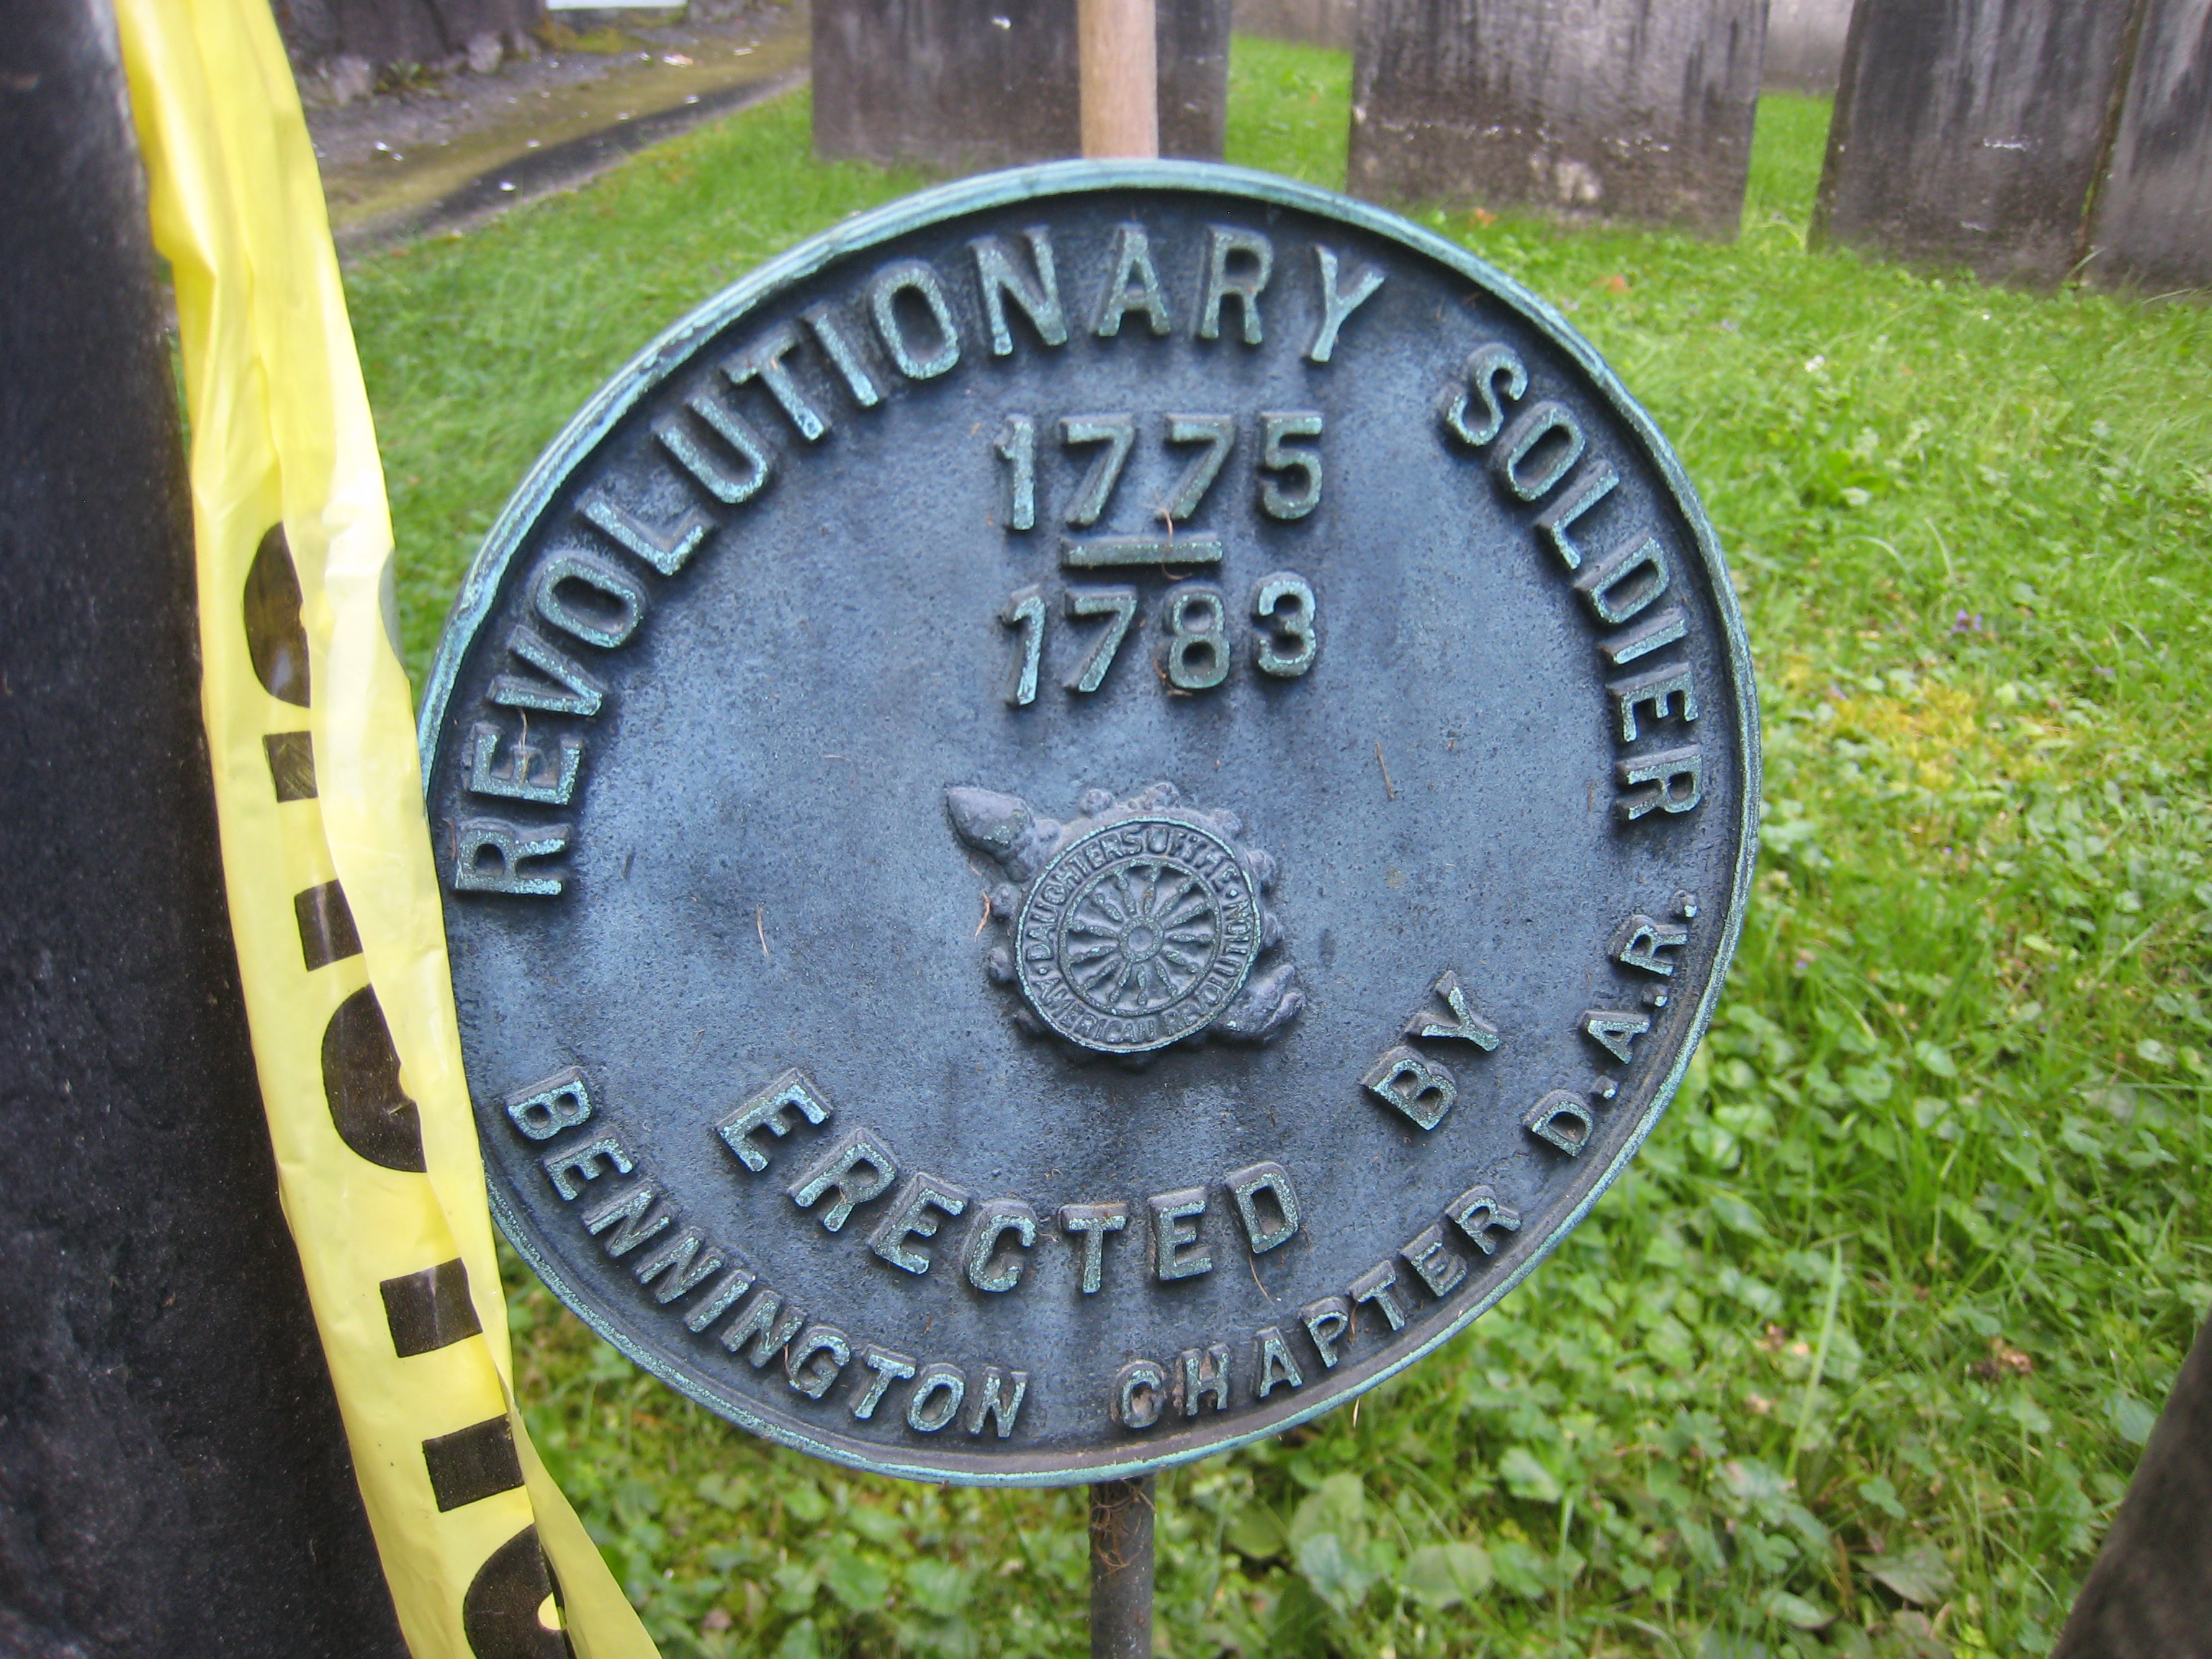 REVOLUTIONARY SOLDIER
1775
1783
DAUGHTERS OF THE
AMERICAN REVOLUTION
ERECTED BY
BENNINGTON CHAPTER D.A.R.